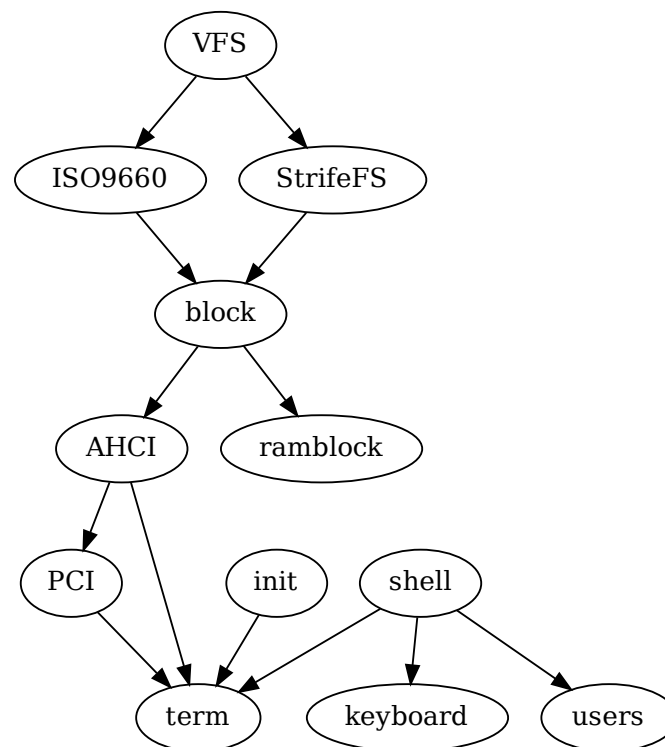 VFS
ISO9660
StrifeFS
block
AHCI
ramblock
PCI
init
shell
term
keyboard
users